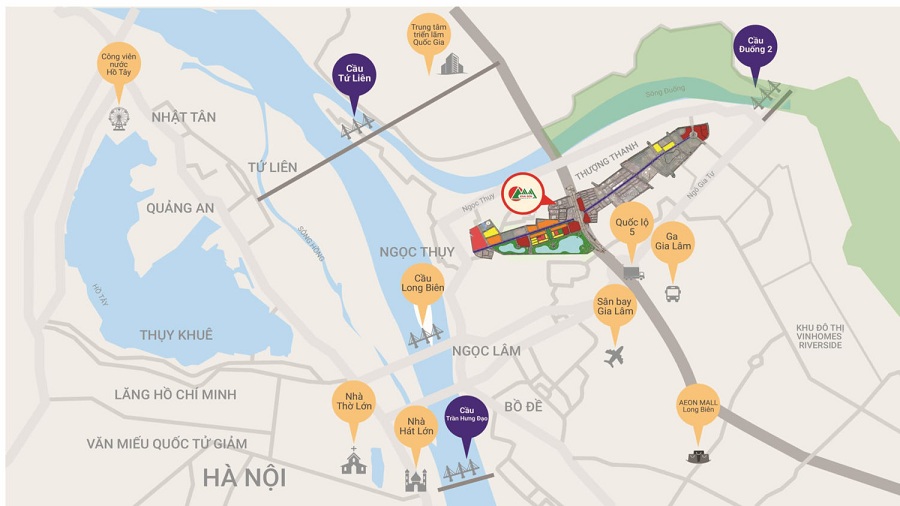 Trung tâm
triển lãm
Quốc Gia
Cầu
Đuống 2
Công viên
nước
Hồ Tây
Cầu
Tứ Liên
Sông Đuống
NHẬT TÂN
THƯỢNG THANH
TỨ LIÊN
Ngô Gia Tự
Ngọc Thụy
QUẢNG AN
Quốc lộ
5
SÔNG HỒNG
Ga
Gia Lâm
NGỌC THỤY
Cầu
Long Biên
HỒ TÂY
Sân bay
Gia Lâm
THỤY KHUÊ
KHU ĐÔ THỊ
VINHOMES
RIVERSIDE
NGỌC LÂM
LĂNG HỒ CHÍ MINH
Nhà
Thờ Lớn
BỒ ĐỀ
AEON MALL
Long Biên
Cầu
Trần Hưng Đạo
Nhà
Hát Lớn
VĂN MIẾU QUỐC TỬ GIẢM
HÀ NỘI